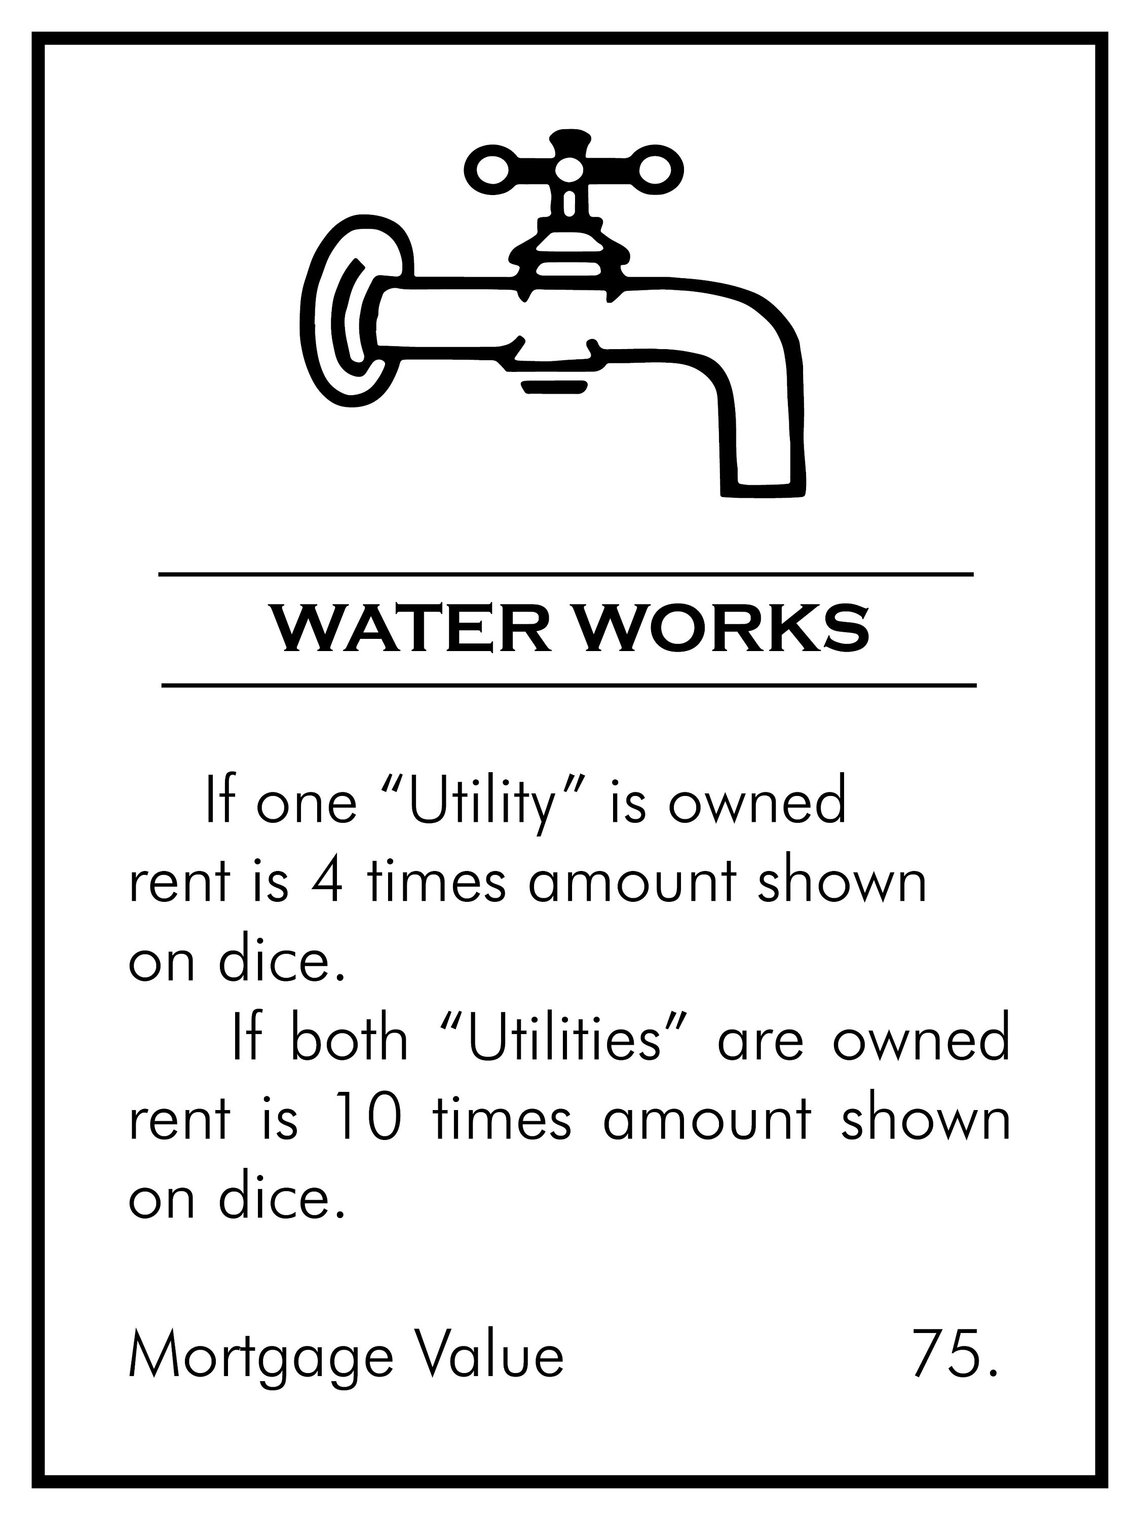 WATER WORKS
If one “Utility” is owned
rent is 4 times amount shown
on dice.
If both “Utilities” are owned
rent is 10 times amount shown
on dice.
Mortgage Value 75.